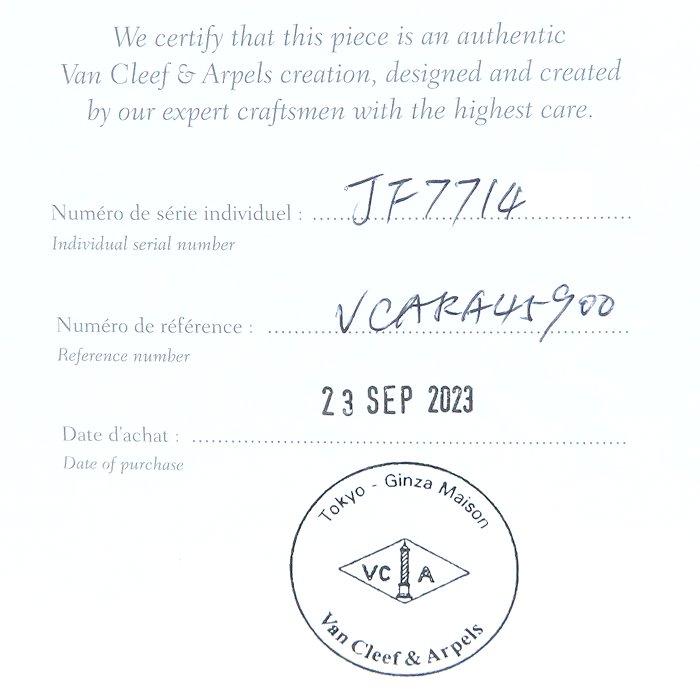 We certify that this piece is an authentic
Van Cleef & Arpels creation, designed and created
by our expert craftsmen with the highest care.
Numéro de série individuel : JF7714
Individual serial number
Numéro de référence : VCARA45900
Reference number
23 SEP 2023
Date d'achat :
Date of purchase
Tokyo - Ginza Maison
VC A
Van Cleef & Arpels